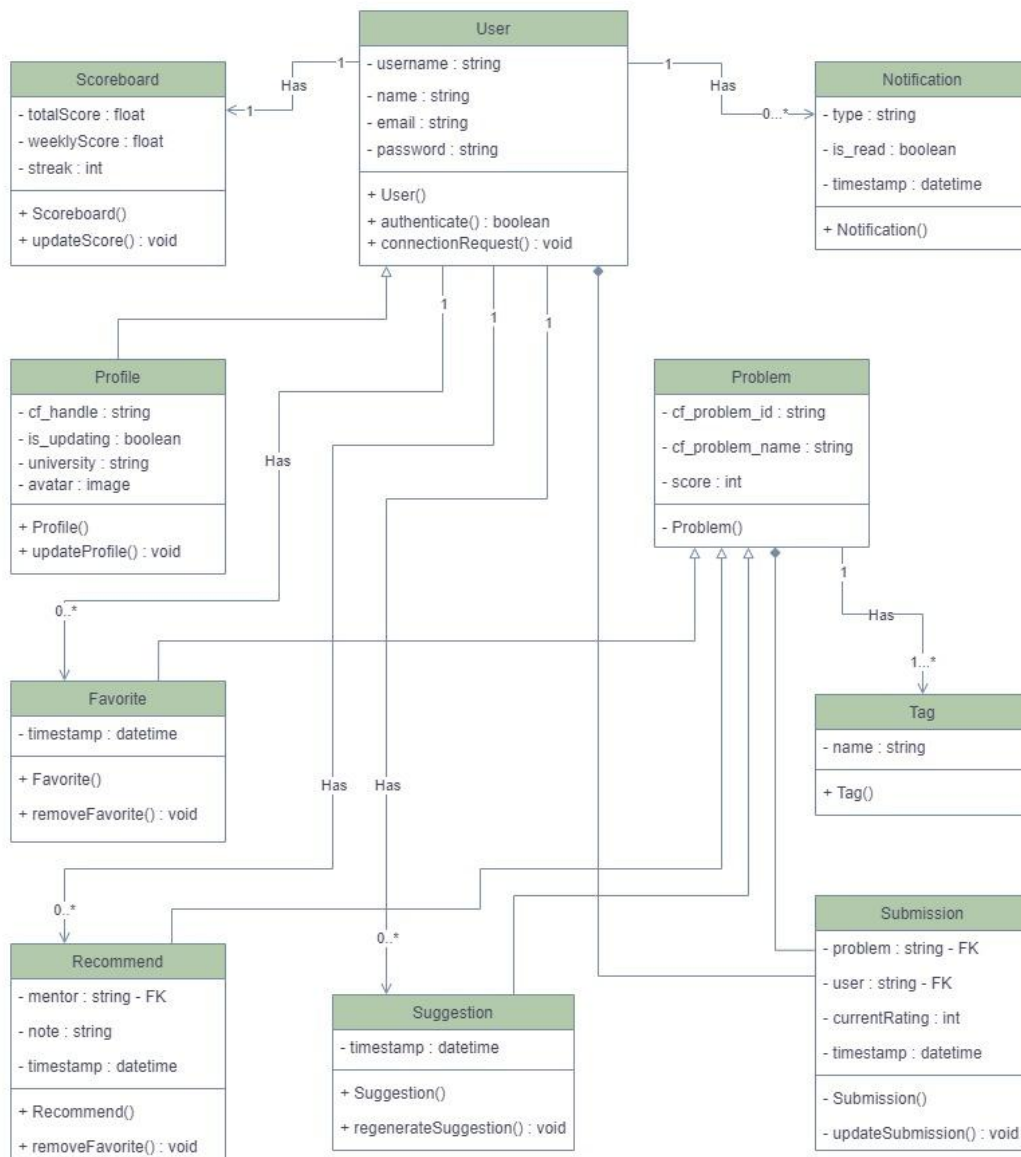 User
- username : string
- name : string
- email : string
- password : string
+ User()
+ authenticate() : boolean
+ connectionRequest() : void
1
Has
1
1
Has
0...*
Scoreboard
- totalScore : float
- weeklyScore : float
- streak : int
+ Scoreboard()
+ updateScore() : void
Notification
- type : string
- is_read : boolean
- timestamp : datetime
+ Notification()
1
1
1
Profile
- cf_handle : string
- is_updating : boolean
- university : string
- avatar : image
+ Profile()
+ updateProfile() : void
Problem
- cf_problem_id : string
- cf_problem_name : string
- score : int
- Problem()
Has
0..*
1
Has
1...*
Favorite
- timestamp : datetime
+ Favorite()
+ removeFavorite() : void
Tag
- name : string
+ Tag()
Has
Has
0..*
0..*
Recommend
- mentor : string - FK
- note : string
- timestamp : datetime
+ Recommend()
+ removeFavorite() : void
Suggestion
- timestamp : datetime
+ Suggestion()
+ regenerateSuggestion() : void
Submission
- problem : string - FK
- user : string - FK
- currentRating : int
- timestamp : datetime
- Submission()
- updateSubmission() : void